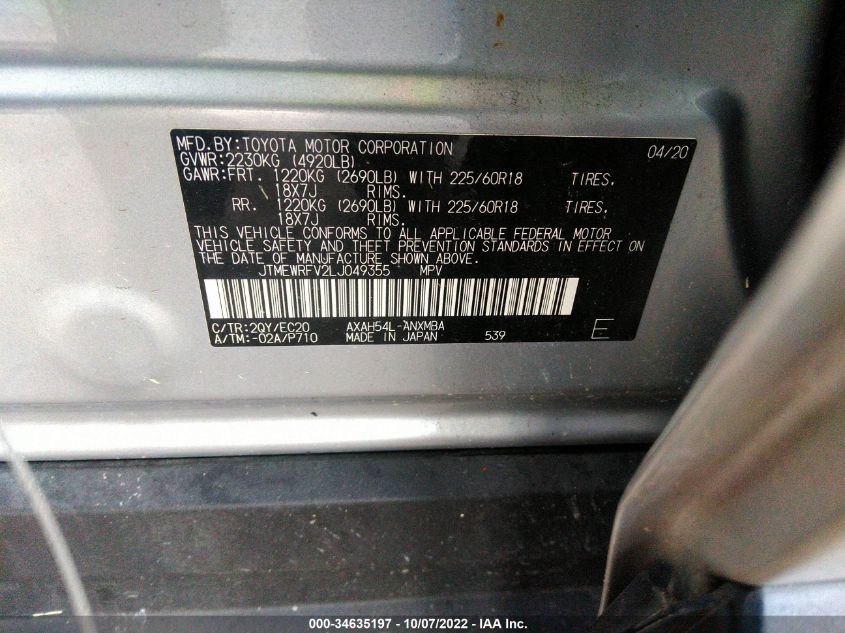 MFD. BY: TOYOTA MOTOR CORPORATION 04/20
GVWR: 2230KG (4920LB)
GAWR: FRT. 1220KG (2690LB) WITH 225/60R18 TIRES,
18X7J RIMS.
RR. 1220KG (2690LB) WITH 225/60R18 TIRES,
18X7J RIMS.
THIS VEHICLE CONFORMS TO ALL APPLICABLE FEDERAL MOTOR
VEHICLE SAFETY AND THEFT PREVENTION STANDARDS IN EFFECT ON
THE DATE OF MANUFACTURE SHOWN ABOVE.
JTMEWRFV2LJ049355 MPV
C/TR: 2QY/EC20 AXAH54L-ANXMBA
A/TM: -02A/P710 MADE IN JAPAN 539 E
000-34635197 - 10/07/2022 - IAA Inc.